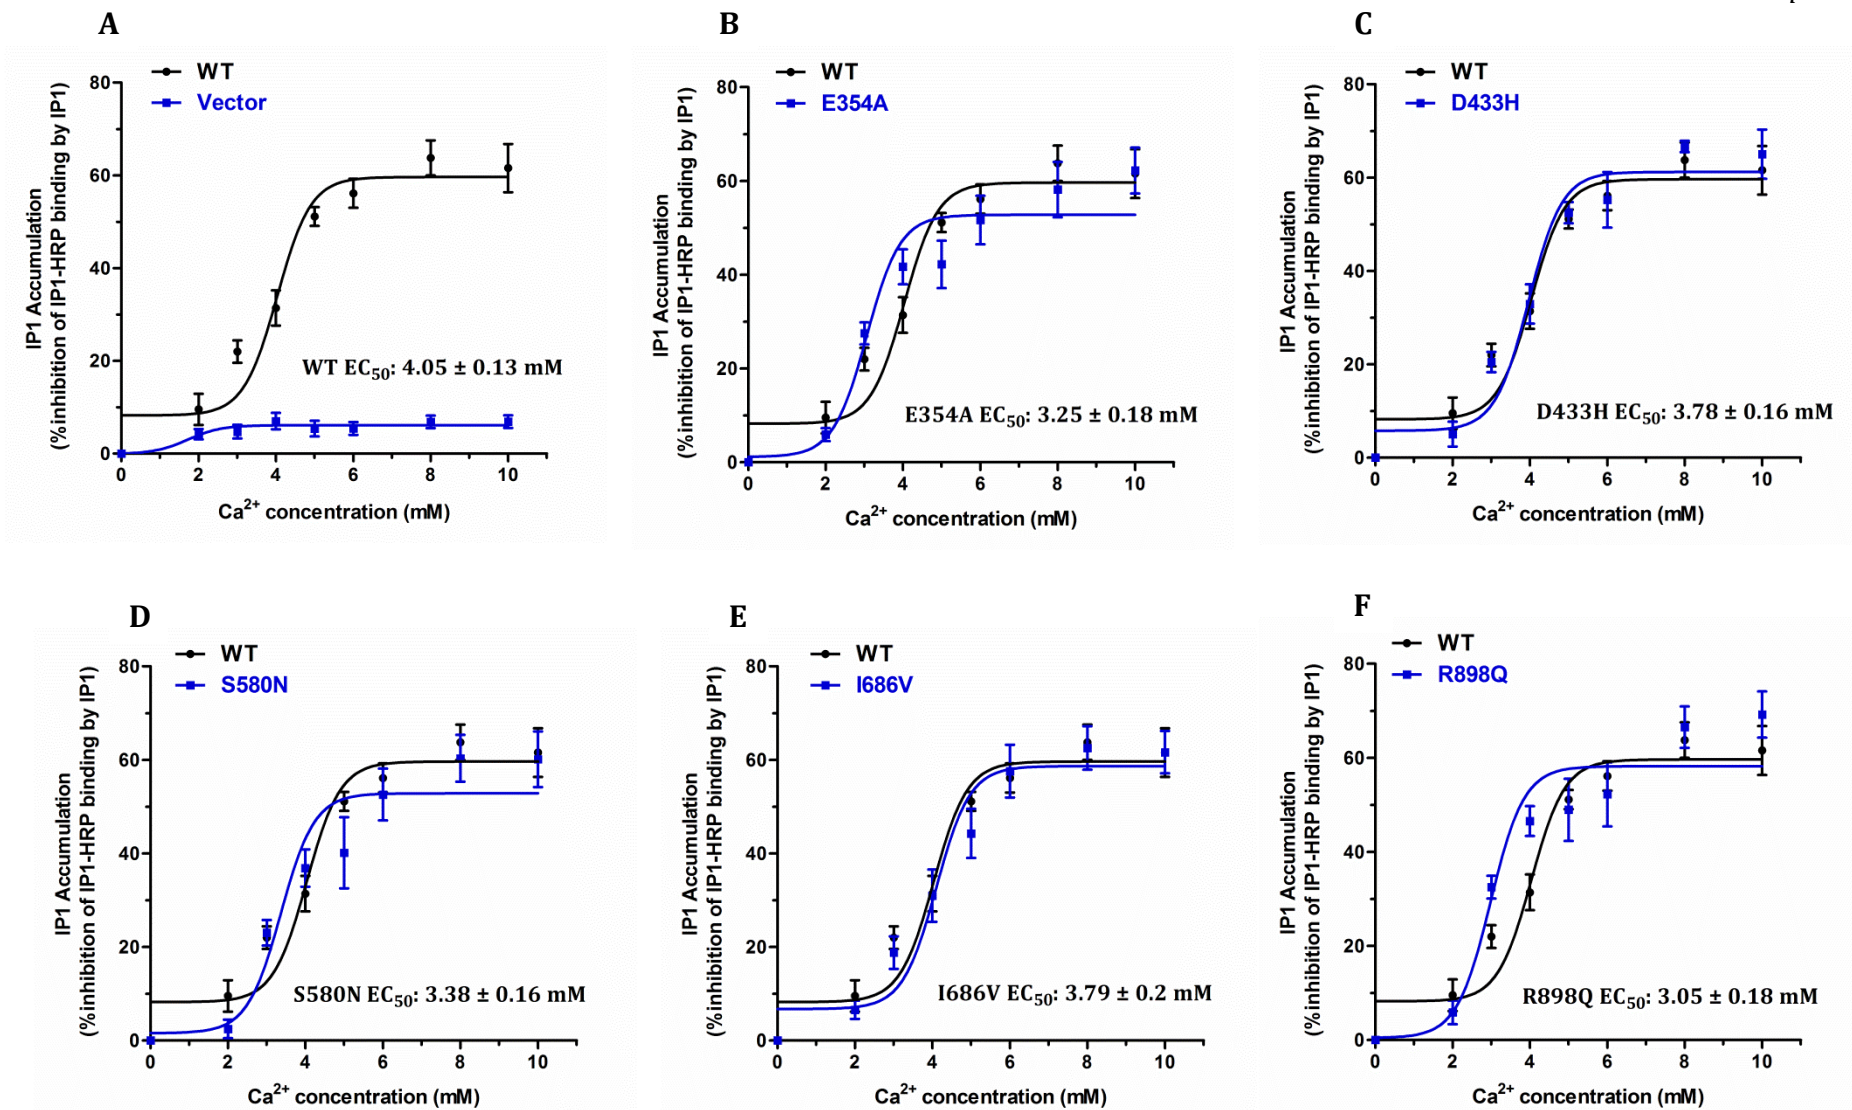 A
WT
Vector
IP1 Accumulation
(%inhibition of IP1-HRP binding by IP1)
80
60
40
20
0
WT EC50: 4.05 ± 0.13 mM
0 2 4 6 8 10
Ca2+ concentration (mM)
B
WT
E354A
IP1 Accumulation
(%inhibition of IP1-HRP binding by IP1)
80
60
40
20
0
E354A EC50: 3.25 ± 0.18 mM
0 2 4 6 8 10
Ca2+ concentration (mM)
C
WT
D433H
IP1 Accumulation
(%inhibition of IP1-HRP binding by IP1)
80
60
40
20
0
D433H EC50: 3.78 ± 0.16 mM
0 2 4 6 8 10
Ca2+ concentration (mM)
D
WT
S580N
IP1 Accumulation
(%inhibition of IP1-HRP binding by IP1)
80
60
40
20
0
S580N EC50: 3.38 ± 0.16 mM
0 2 4 6 8 10
Ca2+ concentration (mM)
E
WT
I686V
IP1 Accumulation
(%inhibition of IP1-HRP binding by IP1)
80
60
40
20
0
I686V EC50: 3.79 ± 0.2 mM
0 2 4 6 8 10
Ca2+ concentration (mM)
F
WT
R898Q
IP1 Accumulation
(%inhibition of IP1-HRP binding by IP1)
80
60
40
20
0
R898Q EC50: 3.05 ± 0.18 mM
0 2 4 6 8 10
Ca2+ concentration (mM)